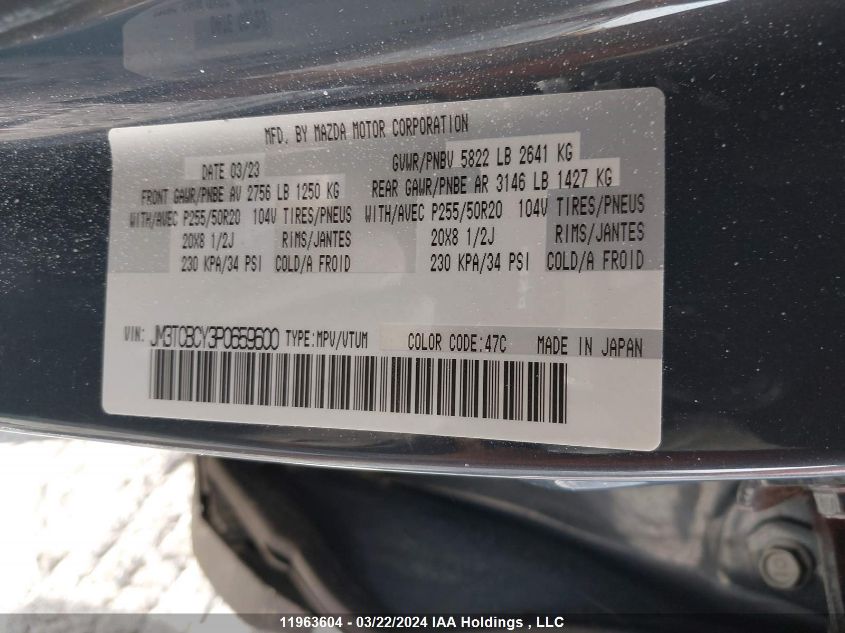 MFD. BY MAZDA MOTOR CORPORATION
DATE 03/23 GVWR/PNBV 5822 LB 2641 KG
FRONT GAWR/PNBE AV 2756 LB 1250 KG REAR GAWR/PNBE AR 3146 LB 1427 KG
WITH/AVEC P255/50R20 104V TIRES/PNEUS WITH/AVEC P255/50R20 104V TIRES/PNEUS
20X8 1/2J RIMS/JANTES 20X8 1/2J RIMS/JANTES
230 KPA/34 PSI COLD/A FROID 230 KPA/34 PSI COLD/A FROID
VIN: JM3TCBCY3P0659600 TYPE:MPV/VTUM COLOR CODE:47C MADE IN JAPAN
11963604 - 03/22/2024 IAA Holdings , LLC